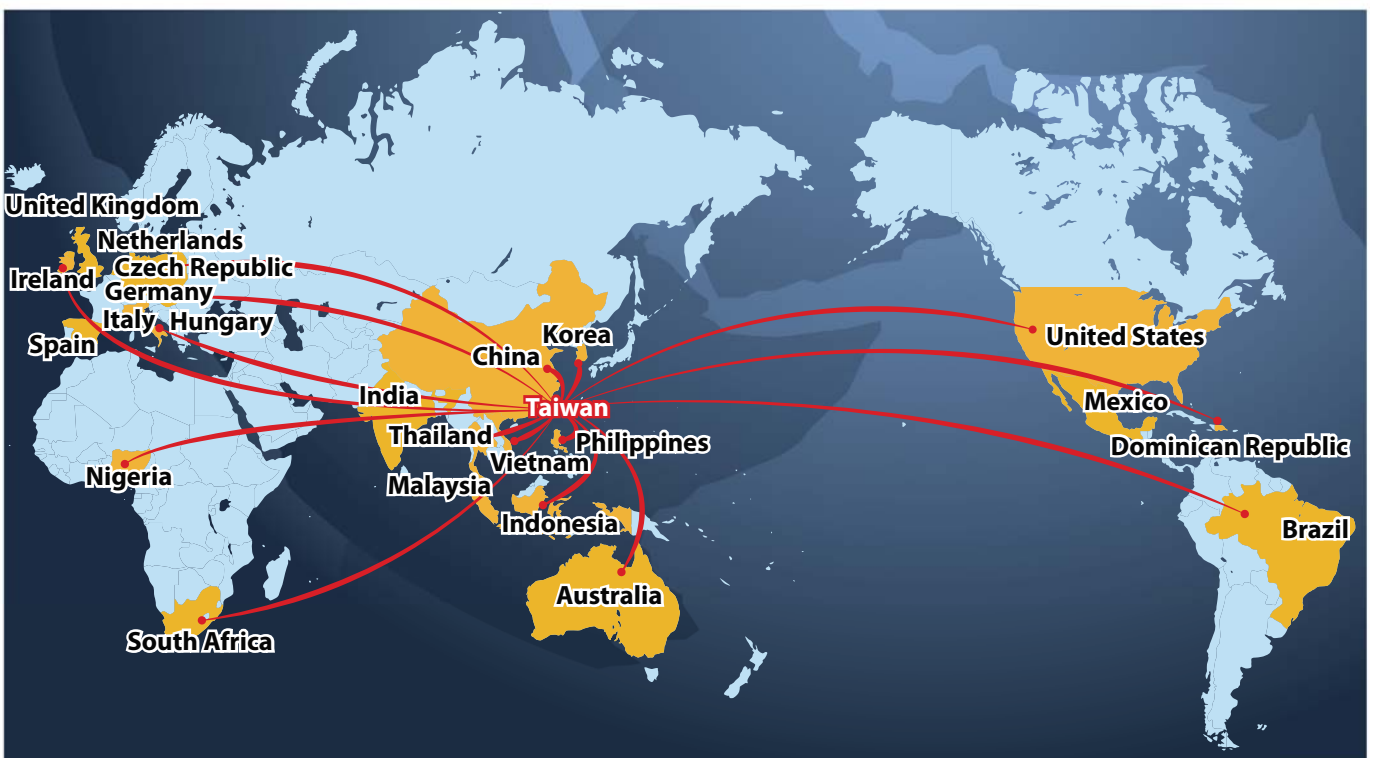 United Kingdom
Netherlands
Czech Republic
Ireland
Germany
Italy
Hungary
Spain
Korea
China
United States
India
Taiwan
Mexico
Thailand
Philippines
Dominican Republic
Vietnam
Nigeria
Malaysia
Indonesia
Brazil
Australia
South Africa